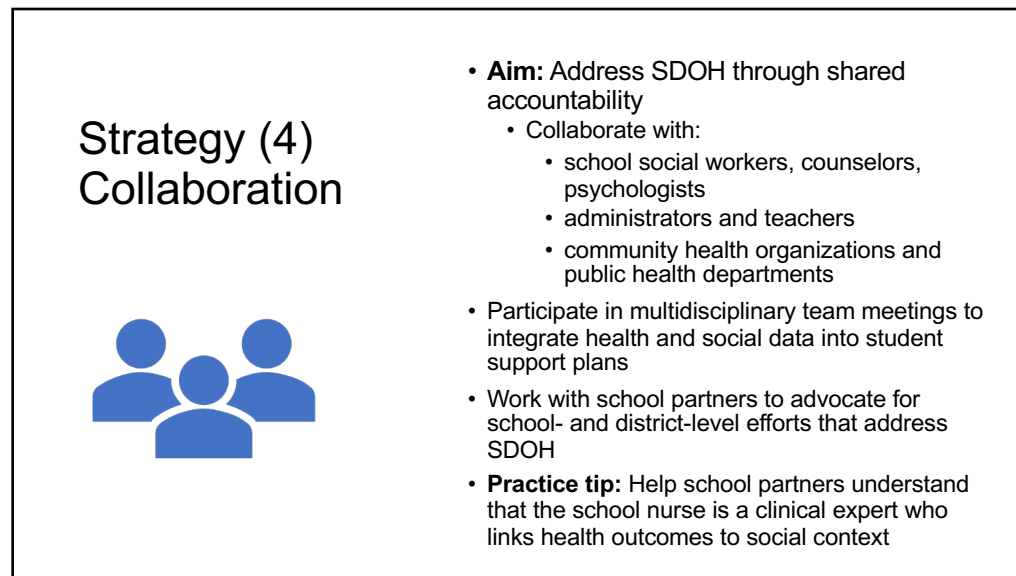 Strategy (4)
Collaboration
• Aim: Address SDOH through shared
accountability
• Collaborate with:
• school social workers, counselors,
psychologists
• administrators and teachers
• community health organizations and
public health departments
• Participate in multidisciplinary team meetings to
integrate health and social data into student
support plans
• Work with school partners to advocate for
school- and district-level efforts that address
SDOH
• Practice tip: Help school partners understand
that the school nurse is a clinical expert who
links health outcomes to social context